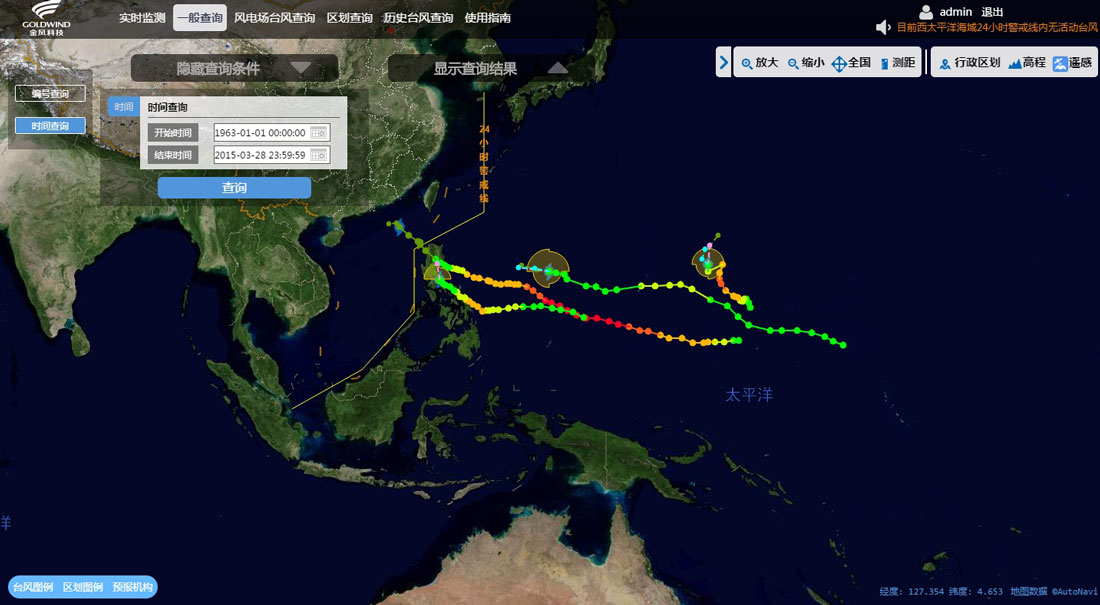 GOLDWIND
金风科技
实时监测 一般查询 风电场台风查询 区划查询 历史台风查询 使用指南
admin 退出
目前西太平洋海域24小时警戒线内无活动台风
隐藏查询条件
显示查询结果
放大 缩小 全国 测距 行政区划 高程 遥感
编号查询
时间查询
时间
时间查询
开始时间 1963-01-01 00:00:00
结束时间 2015-03-28 23:59:59
查询
24小时警戒线
太平洋
洋
台风图例 区划图例 预报机构
经度: 127.354 纬度: 4.653 地图数据 ©AutoNavi